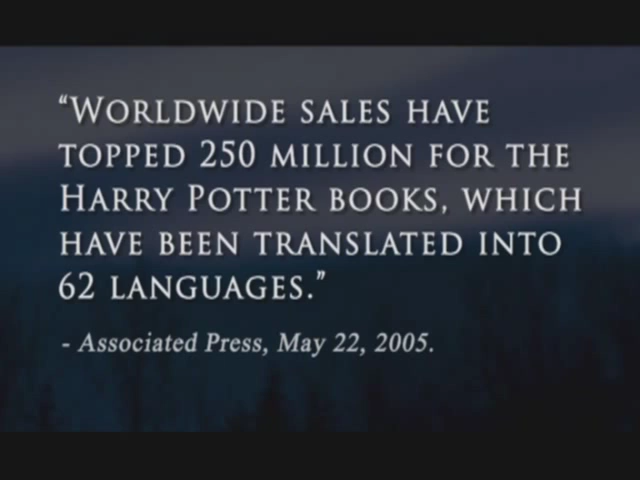 “WORLDWIDE SALES HAVE
TOPPED 250 MILLION FOR THE
HARRY POTTER BOOKS, WHICH
HAVE BEEN TRANSLATED INTO
62 LANGUAGES.”
- Associated Press, May 22, 2005.